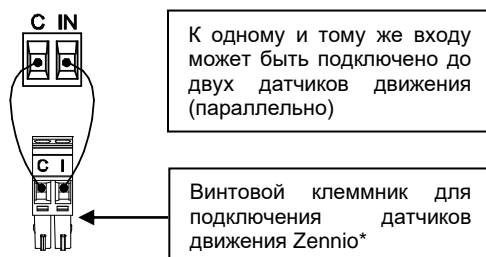 C IN
К одному и тому же входу
может быть подключено до
двух датчиков движения
(параллельно)
C I
Винтовой клеммник для
подключения датчиков
движения Zennio*